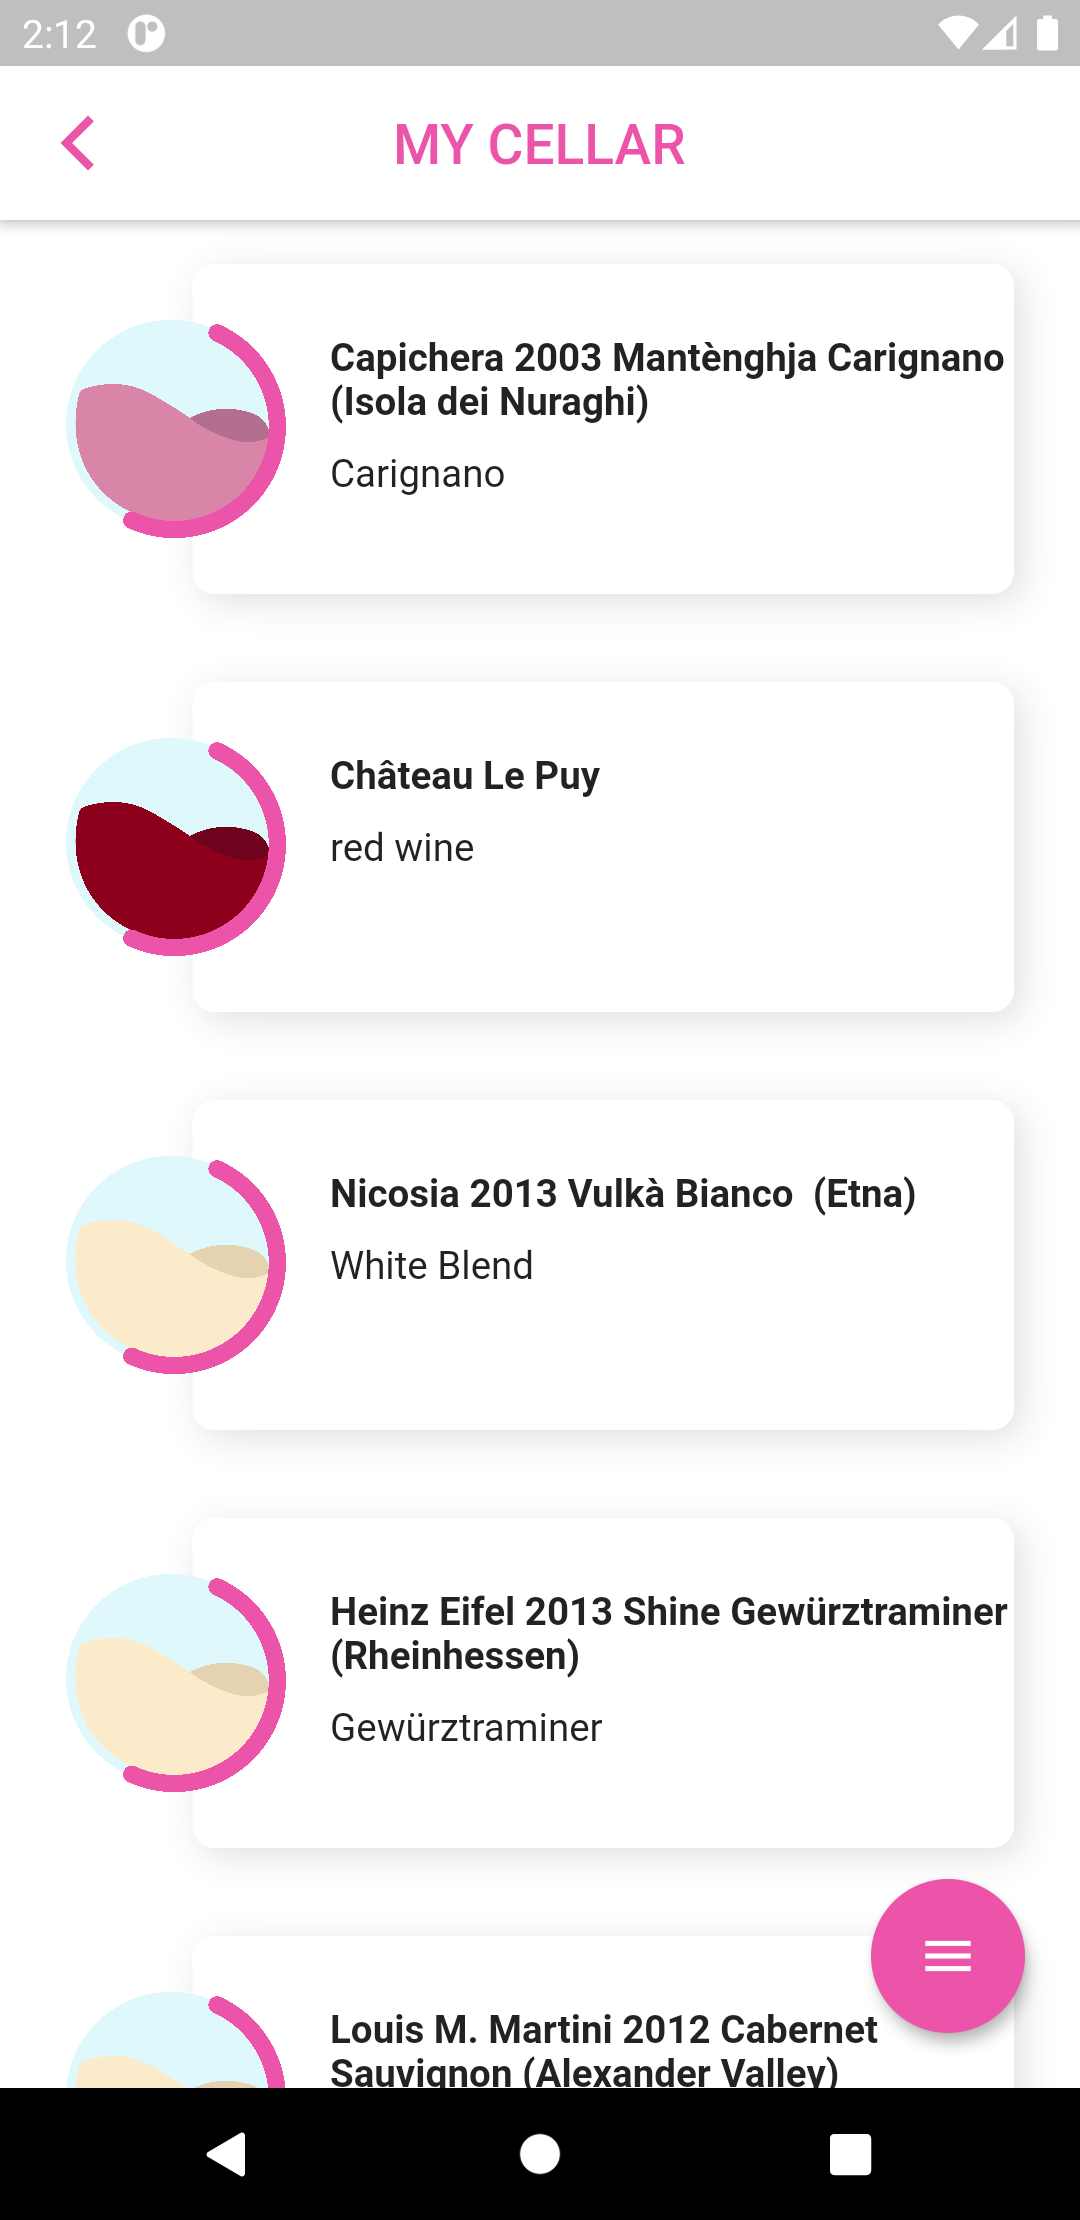 2:12
MY CELLAR
Capichera 2003 Mantènghja Carignano
(Isola dei Nuraghi)
Carignano
Château Le Puy
red wine
Nicosia 2013 Vulkà Bianco  (Etna)
White Blend
Heinz Eifel 2013 Shine Gewürztraminer
(Rheinhessen)
Gewürztraminer
Louis M. Martini 2012 Cabernet
Sauvignon (Alexander Valley)